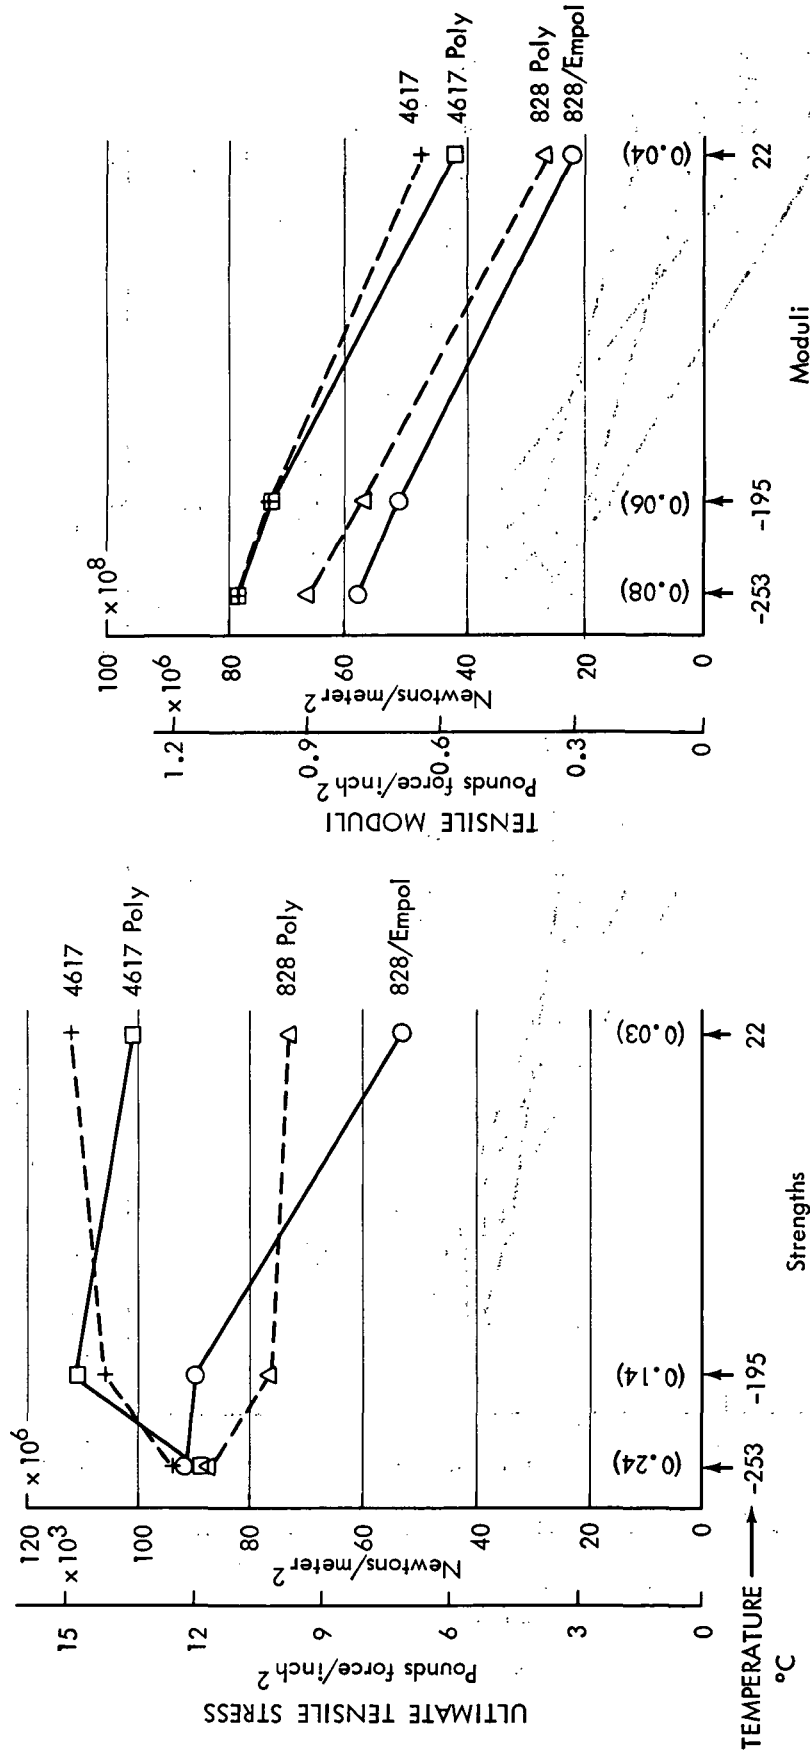 ULTIMATE TENSILE STRESS
Pounds force/inch 2
15
×10 3
12
9
6
3
0
Newtons/meter 2
120
×10 6
100
80
60
40
20
0
4617
4617 Poly
828 Poly
828/Empol
(0.24)
(0.14)
(0.03)
TEMPERATURE
°C
-253
-195
22
Strengths
TENSILE MODULI
Pounds force/inch 2
1.2
×10 6
0.9
0.6
0.3
0
Newtons/meter 2
100
×10 8
80
60
40
20
0
4617
4617 Poly
828 Poly
828/Empol
(0.08)
(0.06)
(0.04)
-253
-195
22
Moduli